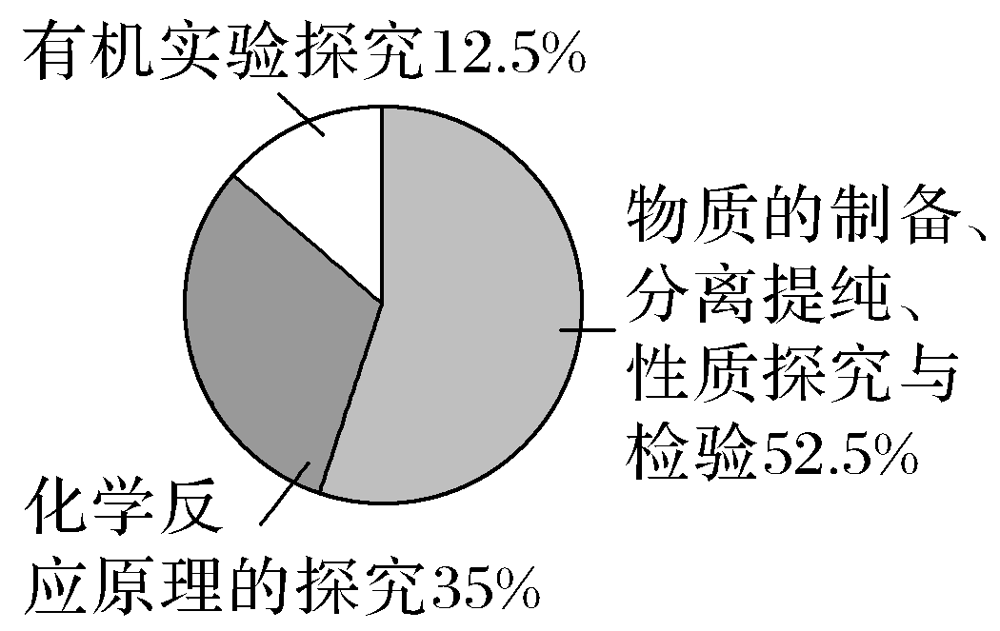 有机实验探究12.5%
物质的制备、
分离提纯、
性质探究与
检验52.5%
化学反
应原理的探究35%